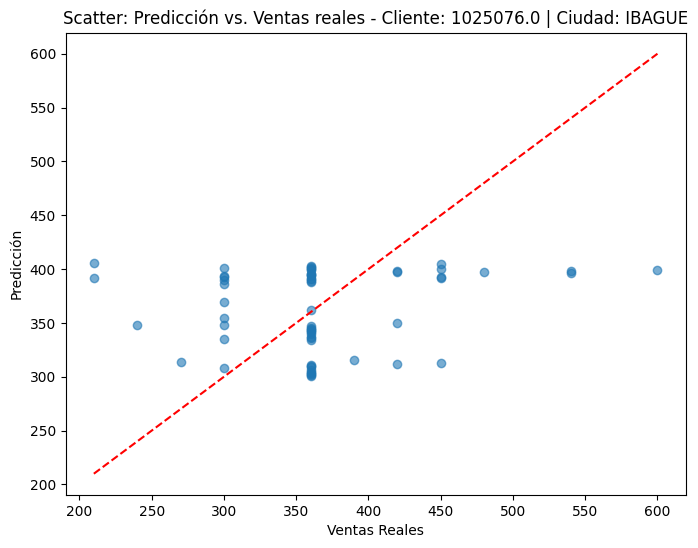 Scatter: Predicción vs. Ventas reales - Cliente: 1025076.0 | Ciudad: IBAGUE
600
550
500
450
400
350
300
250
200
Predicción
200 250 300 350 400 450 500 550 600
Ventas Reales